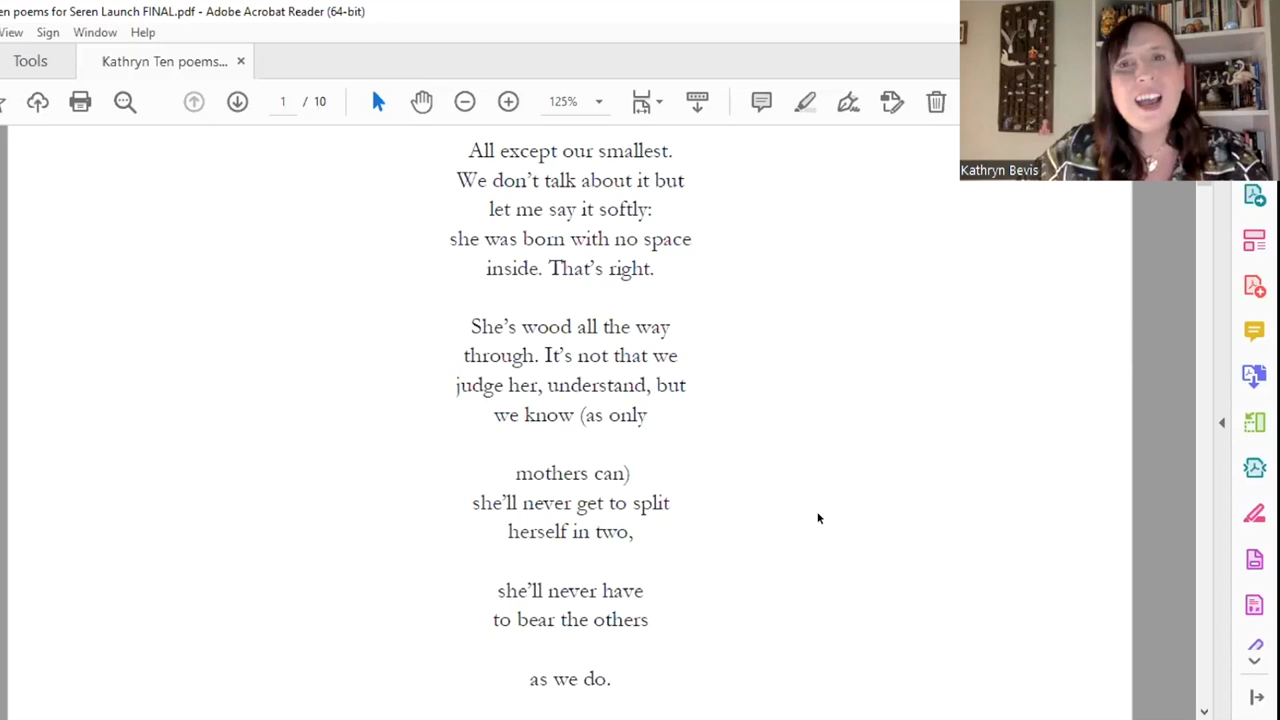 en poems for Seren Launch FINAL.pdf - Adobe Acrobat Reader (64-bit)
View Sign Window Help
Tools
Kathryn Ten poems... ×
1 / 10
125%
Kathryn Bevis
All except our smallest.
We don't talk about it but
let me say it softly:
she was born with no space
inside. That's right.
She's wood all the way
through. It's not that we
judge her, understand, but
we know (as only
mothers can)
she'll never get to split
herself in two,
she'll never have
to bear the others
as we do.